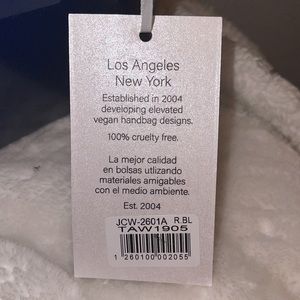 Los Angeles
New York
Established in 2004
developing elevated
vegan handbag designs.
100% cruelty free.
La mejor calidad
en bolsas utlizando
materiales amigables
con el medio ambiente.
Est. 2004
JCW-2601A R.BL
TAW1905
1 260100 002055